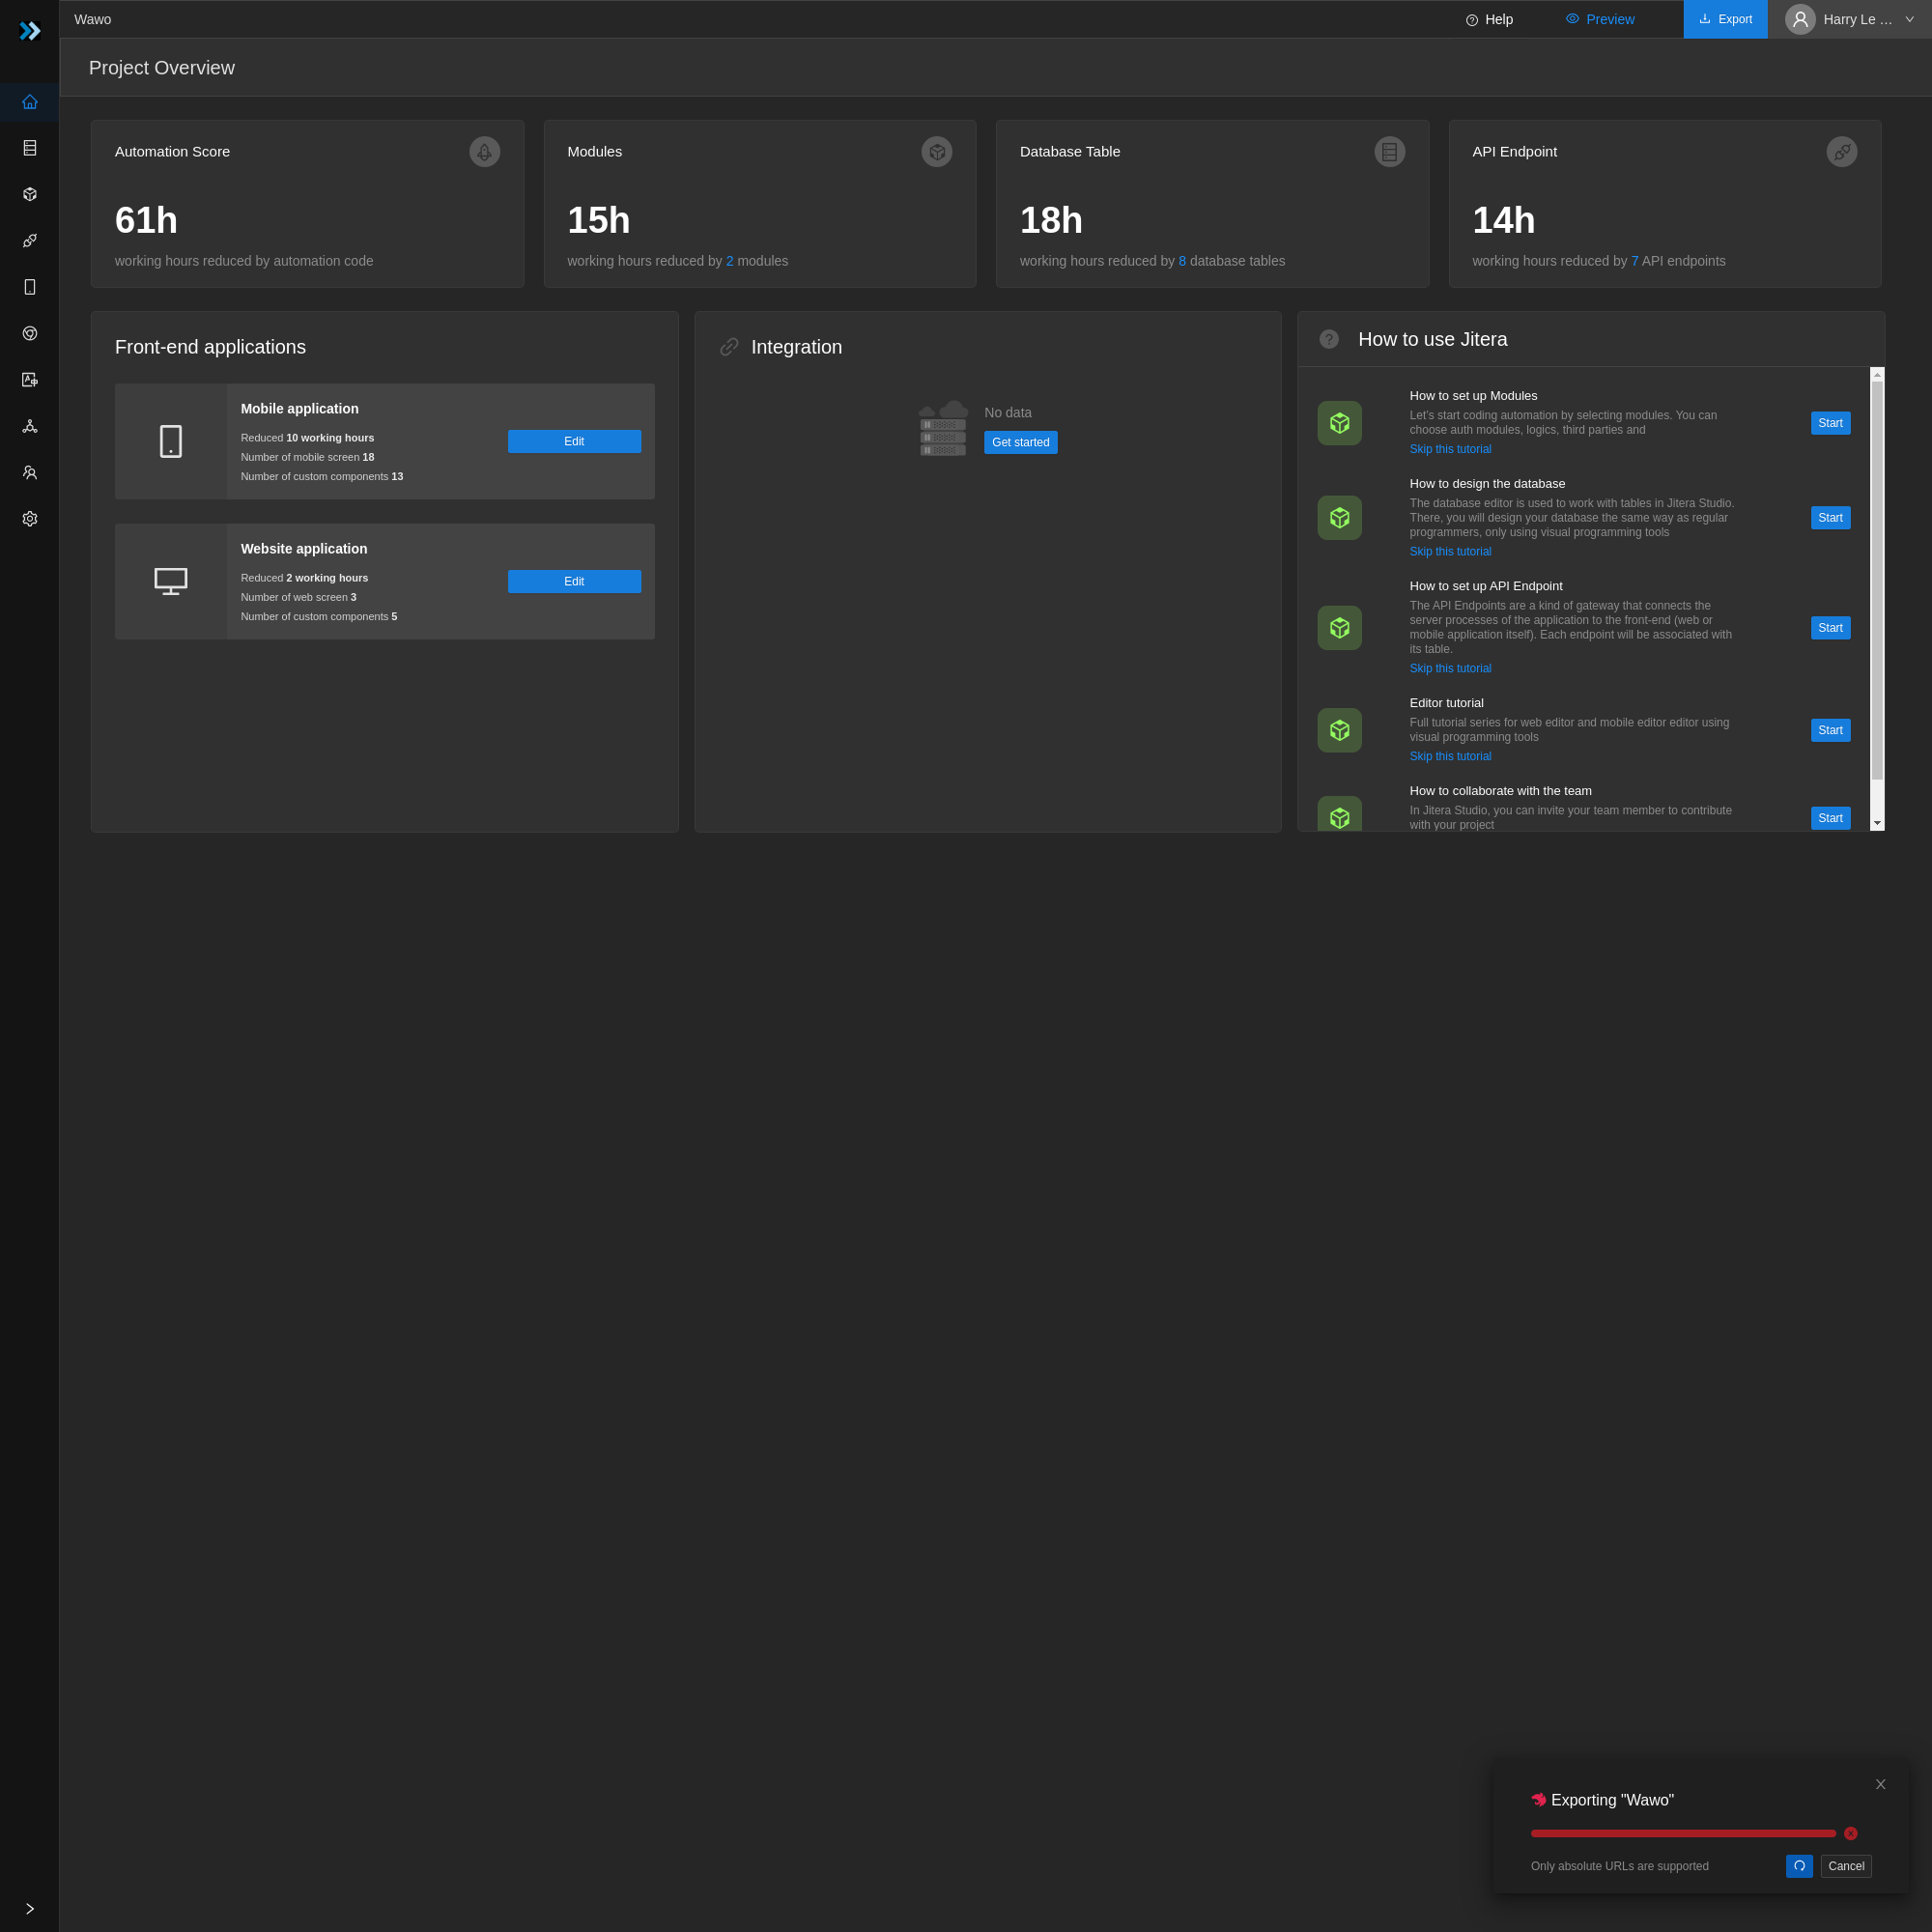 Wawo
Help
Preview
Export
Harry Le ...
Project Overview
Automation Score
61h
working hours reduced by automation code
Modules
15h
working hours reduced by 2 modules
Database Table
18h
working hours reduced by 8 database tables
API Endpoint
14h
working hours reduced by 7 API endpoints
Front-end applications
Mobile application
Reduced 10 working hours
Number of mobile screen 18
Number of custom components 13
Edit
Website application
Reduced 2 working hours
Number of web screen 3
Number of custom components 5
Edit
Integration
No data
Get started
How to use Jitera
How to set up Modules
Let's start coding automation by selecting modules. You can
choose auth modules, logics, third parties and
Skip this tutorial
Start
How to design the database
The database editor is used to work with tables in Jitera Studio.
There, you will design your database the same way as regular
programmers, only using visual programming tools
Skip this tutorial
Start
How to set up API Endpoint
The API Endpoints are a kind of gateway that connects the
server processes of the application to the front-end (web or
mobile application itself). Each endpoint will be associated with
its table.
Skip this tutorial
Start
Editor tutorial
Full tutorial series for web editor and mobile editor editor using
visual programming tools
Skip this tutorial
Start
How to collaborate with the team
In Jitera Studio, you can invite your team member to contribute
with your project
Start
Exporting "Wawo"
Only absolute URLs are supported
Cancel